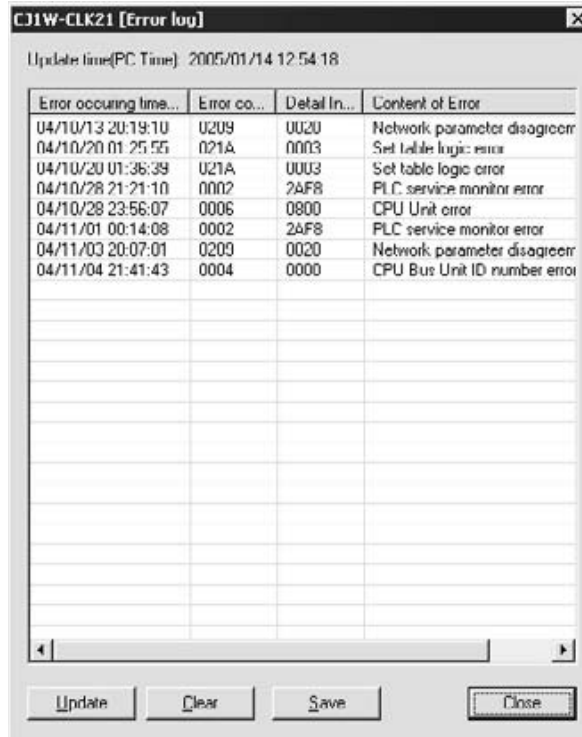 CJ1W-CLK21 [Error log]
Update time(PC Time): 2005/01/14 12:54:18
Error occuring time... Error co... Detail In... Content of Error
04/10/13 20:19:10 0209 0020 Network parameter disagreem
04/10/20 01:25:55 021A 0003 Set table logic error
04/10/20 01:36:39 021A 0003 Set table logic error
04/10/28 21:21:10 0002 2AF8 PLC service monitor error
04/10/28 23:56:07 0006 0800 CPU Unit error
04/11/01 00:14:08 0002 2AF8 PLC service monitor error
04/11/03 20:07:01 0209 0020 Network parameter disagreem
04/11/04 21:41:43 0004 0000 CPU Bus Unit ID number error
Update Clear Save Close